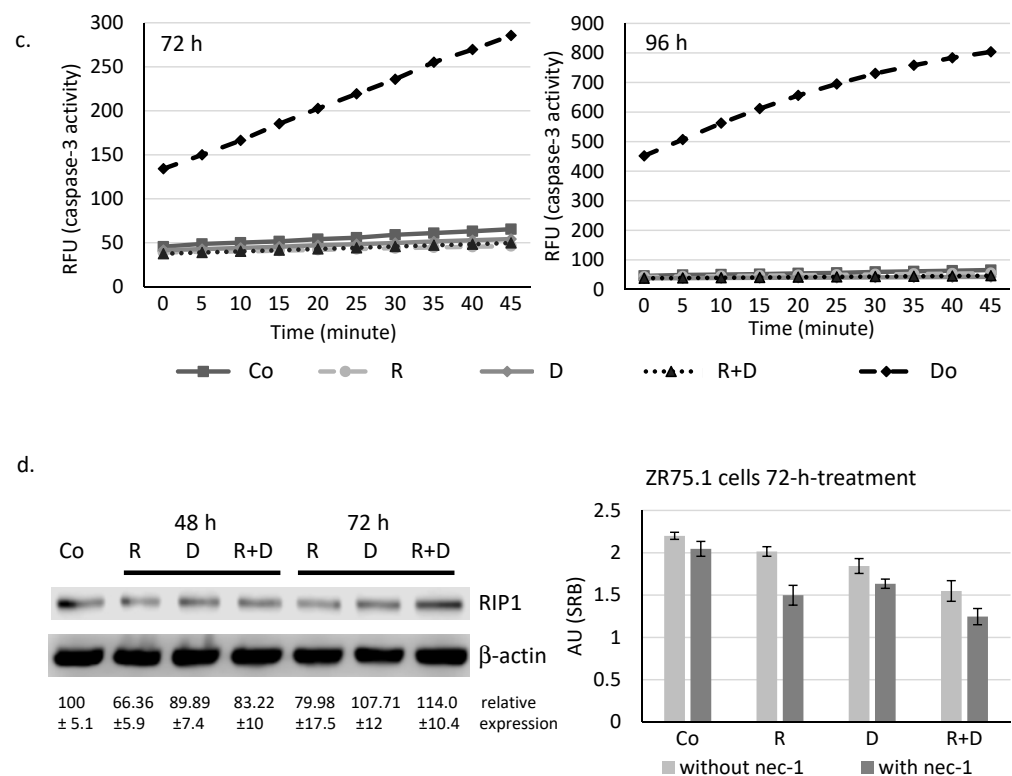 c.
72 h
RFU (caspase-3 activity)
300
250
200
150
100
50
0
0 5 10 15 20 25 30 35 40 45
Time (minute)
96 h
RFU (caspase-3 activity)
900
800
700
600
500
400
300
200
100
0
0 5 10 15 20 25 30 35 40 45
Time (minute)
Co R D R+D Do
d.
48 h 72 h
Co R D R+D R D R+D
RIP1
β-actin
100 66.36 89.89 83.22 79.98 107.71 114.0 relative
± 5.1 ±5.9 ±7.4 ±10 ±17.5 ±12 ±10.4 expression
ZR75.1 cells 72-h-treatment
AU (SRB)
2.5
2
1.5
1
0.5
0
Co R D R+D
without nec-1 with nec-1